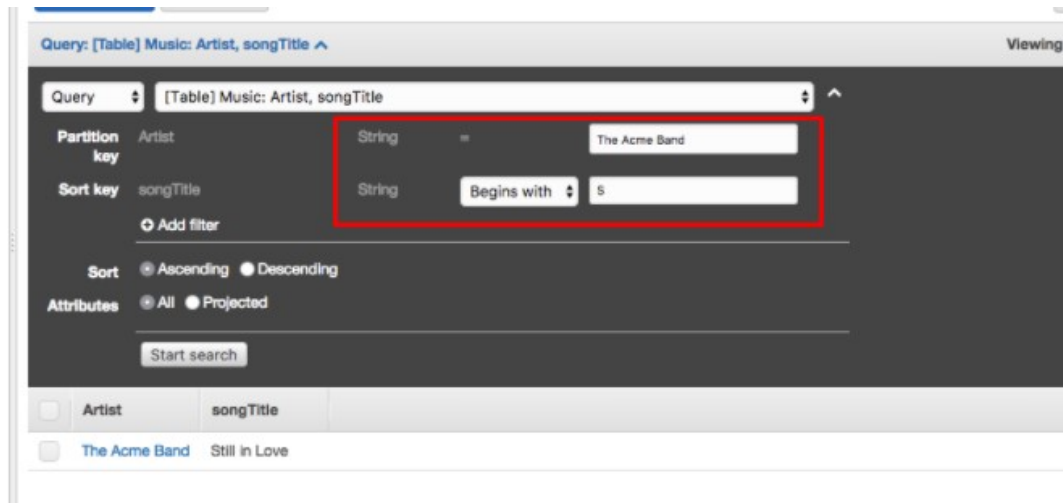 Query: [Table] Music: Artist, songTitle Viewing
Query [Table] Music: Artist, songTitle
Partition key Artist String = The Acme Band
Sort key songTitle String Begins with S
Add filter
Sort Ascending Descending
Attributes All Projected
Start search
Artist songTitle
The Acme Band Still in Love